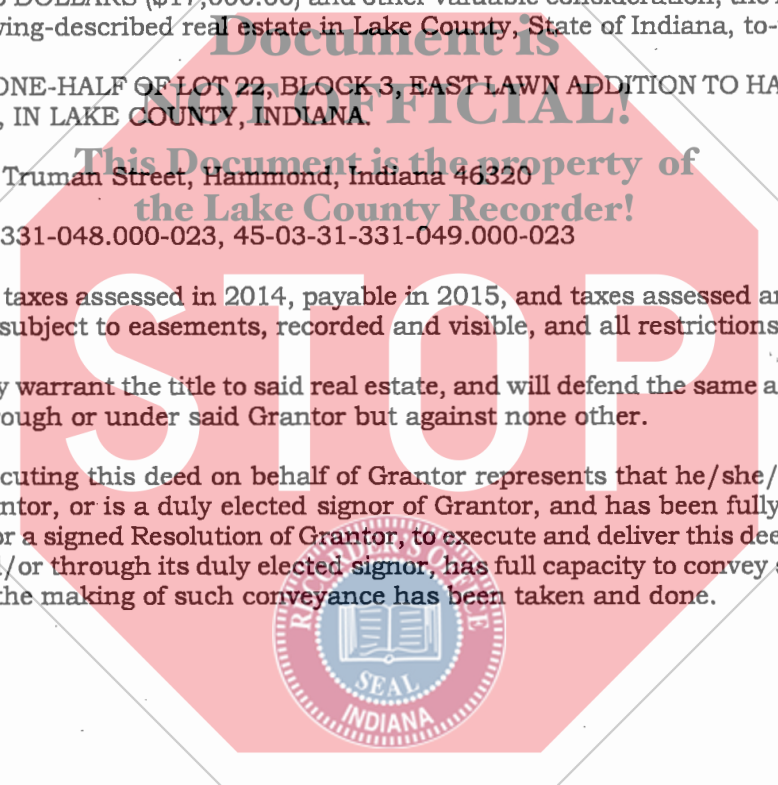 DOLLARS ($17,000.00) and other valuable consideration, the
ving-described real estate in Lake County, State of Indiana, to-
Document is
ONE-HALF OF LOT 22, BLOCK 3, EAST LAWN ADDITION TO HA
NOT OFFICIAL!
, IN LAKE COUNTY, INDIANA.
This Document is the property of
Truman Street, Hammond, Indiana 46320
the Lake County Recorder!
331-048.000-023, 45-03-31-331-049.000-023
taxes assessed in 2014, payable in 2015, and taxes assessed an
subject to easements, recorded and visible, and all restrictions
STOP
y warrant the title to said real estate, and will defend the same a
rough or under said Grantor but against none other.
cuting this deed on behalf of Grantor represents that he/she/
ntor, or is a duly elected signor of Grantor, and has been fully
or a signed Resolution of Grantor, to execute and deliver this dee
/or through its duly elected signor, has full capacity to convey
the making of such conveyance has been taken and done.
RECORDER'S OFFICE
SEAL
INDIANA